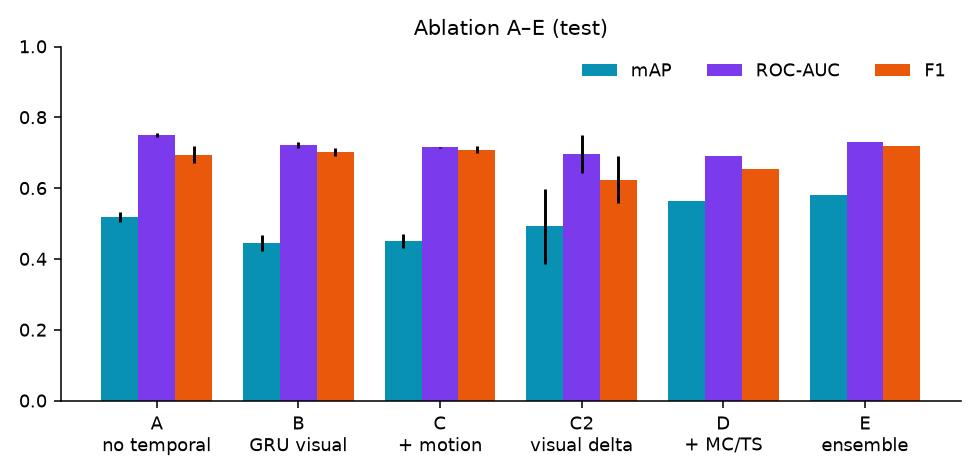 Ablation A–E (test)
mAP ROC-AUC F1
1.0
0.8
0.6
0.4
0.2
0.0
A B C C2 D E
no temporal GRU visual + motion visual delta + MC/TS ensemble